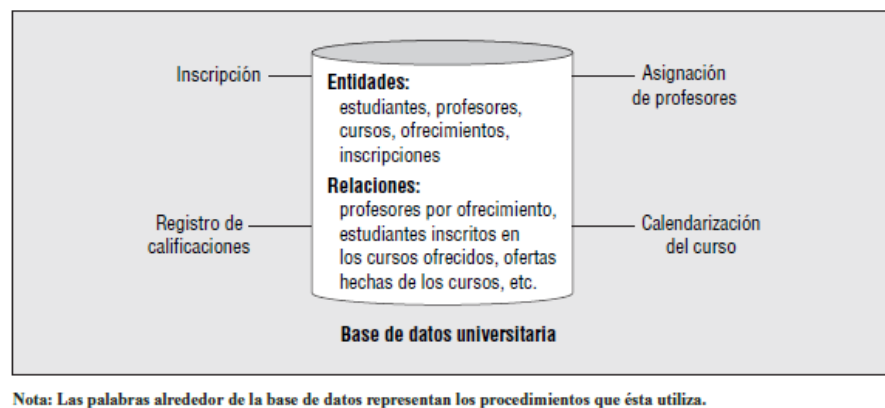 Inscripción
Entidades:
estudiantes, profesores,
cursos, ofrecimientos,
inscripciones
Asignación
de profesores
Relaciones:
profesores por ofrecimiento,
estudiantes inscritos en
los cursos ofrecidos, ofertas
hechas de los cursos, etc.
Registro de
calificaciones
Calendarización
del curso
Base de datos universitaria
Nota: Las palabras alrededor de la base de datos representan los procedimientos que ésta utiliza.